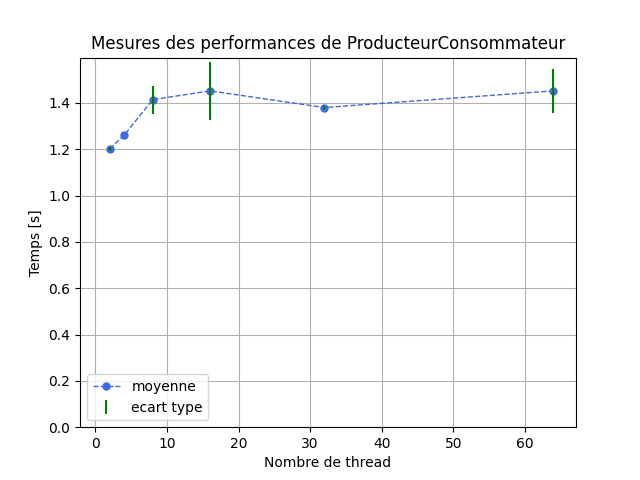 Mesures des performances de ProducteurConsommateur
Temps [s]
1.4
1.2
1.0
0.8
0.6
0.4
0.2
0.0
moyenne
ecart type
0 10 20 30 40 50 60
Nombre de thread